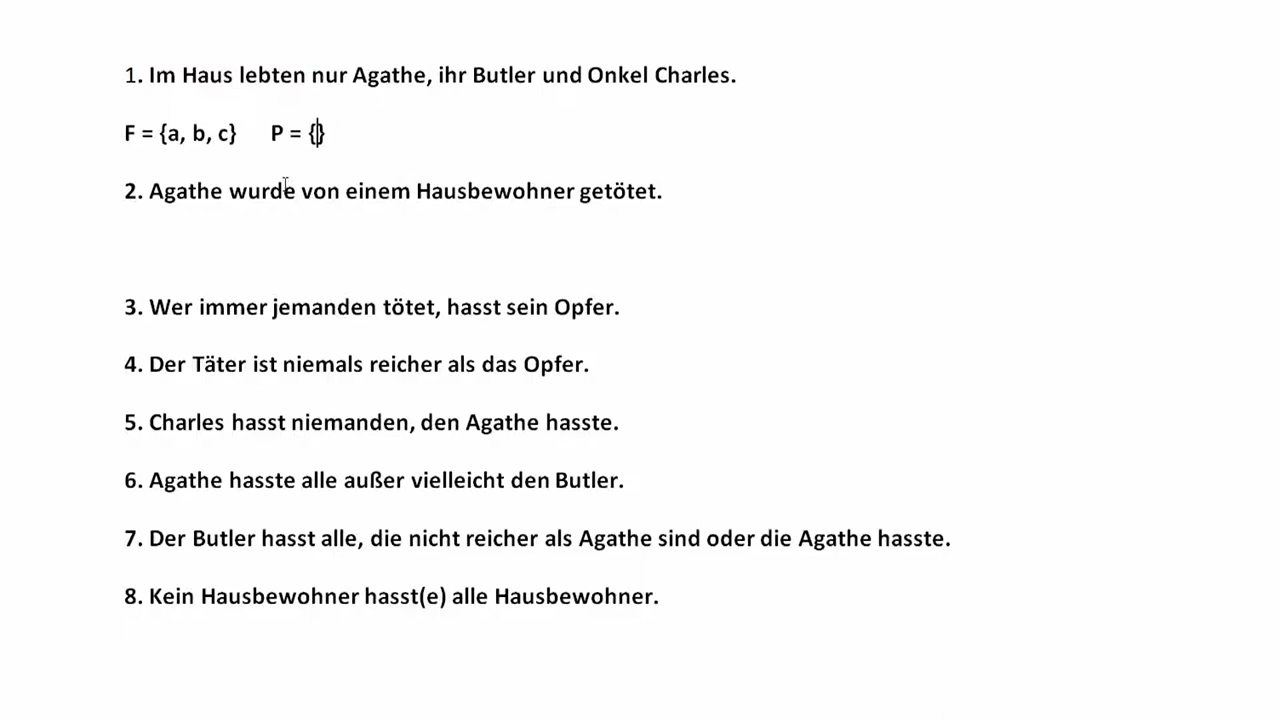 1. Im Haus lebten nur Agathe, ihr Butler und Onkel Charles.
F = {a, b, c} P = {}
2. Agathe wurde von einem Hausbewohner getötet.
3. Wer immer jemanden tötet, hasst sein Opfer.
4. Der Täter ist niemals reicher als das Opfer.
5. Charles hasst niemanden, den Agathe hasste.
6. Agathe hasste alle außer vielleicht den Butler.
7. Der Butler hasst alle, die nicht reicher als Agathe sind oder die Agathe hasste.
8. Kein Hausbewohner hasst(e) alle Hausbewohner.